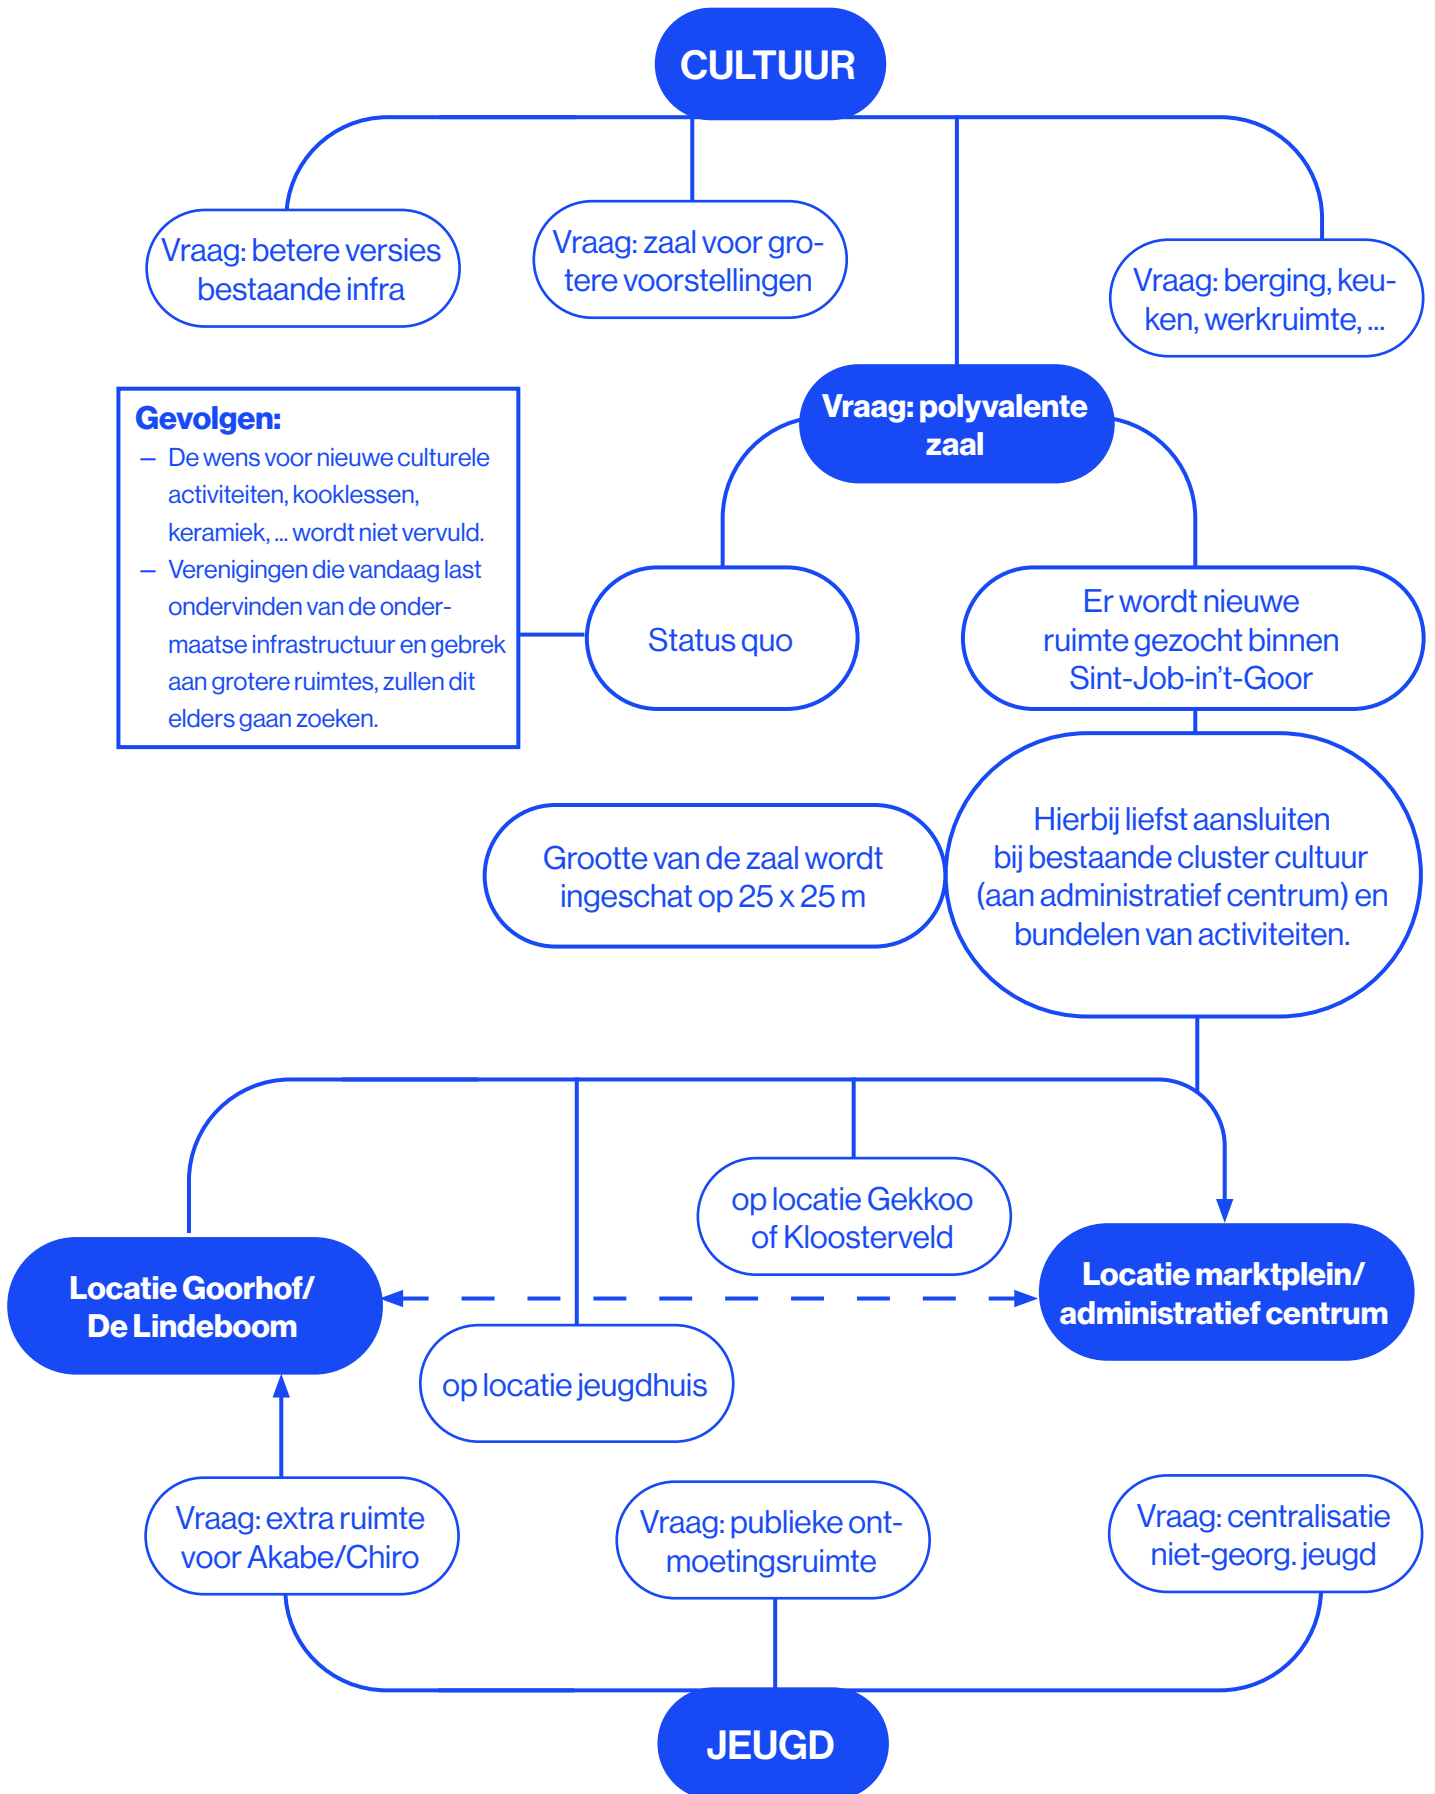 CULTUUR
Vraag: betere versies
bestaande infra
Vraag: zaal voor gro-
tere voorstellingen
Vraag: berging, keu-
ken, werkruimte, ...
Vraag: polyvalente
zaal
Gevolgen:
– De wens voor nieuwe culturele
activiteiten, kooklessen,
keramiek, ... wordt niet vervuld.
– Verenigingen die vandaag last
ondervinden van de onder-
maatse infrastructuur en gebrek
aan grotere ruimtes, zullen dit
elders gaan zoeken.
Status quo
Er wordt nieuwe
ruimte gezocht binnen
Sint-Job-in’t-Goor
Grootte van de zaal wordt
ingeschat op 25 x 25 m
Hierbij liefst aansluiten
bij bestaande cluster cultuur
(aan administratief centrum) en
bundelen van activiteiten.
op locatie Gekkoo
of Kloosterveld
Locatie Goorhof/
De Lindeboom
Locatie marktplein/
administratief centrum
op locatie jeugdhuis
Vraag: extra ruimte
voor Akabe/Chiro
Vraag: publieke ont-
moetingsruimte
Vraag: centralisatie
niet-georg. jeugd
JEUGD